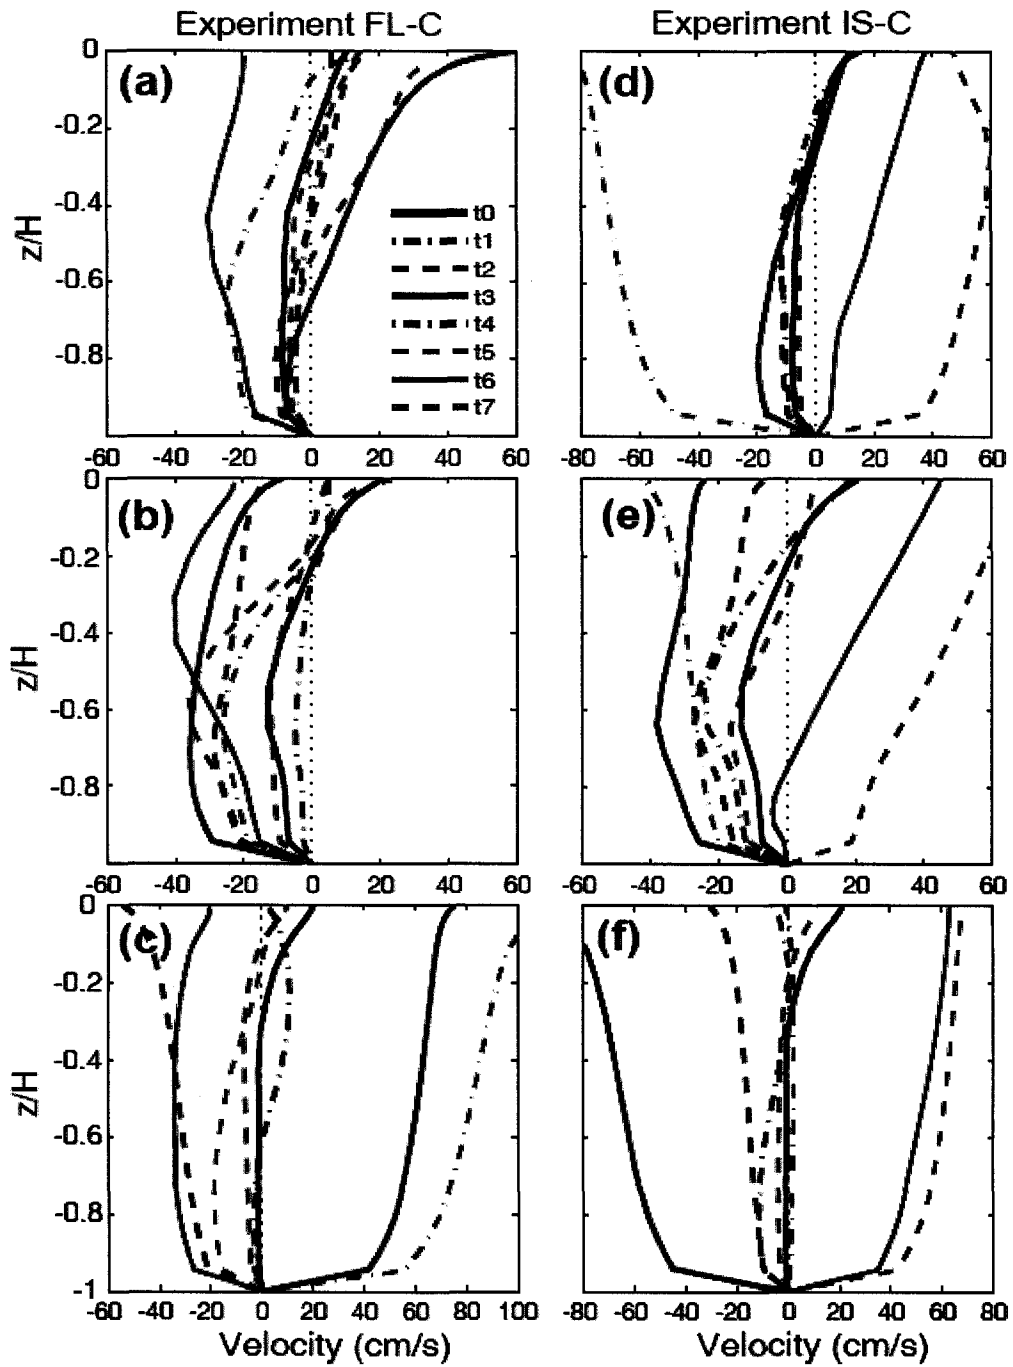 Experiment FL-C
Experiment IS-C
(a)
(d)
0
-0.2
-0.4
-0.6
-0.8
z/H
t0
t1
t2
t3
t4
t5
t6
t7
-60 -40 -20 0 20 40 60
-80 -60 -40 -20 0 20 40 60
(b)
(e)
0
-0.2
-0.4
-0.6
-0.8
z/H
-60 -40 -20 0 20 40 60
-60 -40 -20 0 20 40 60
(c)
(f)
0
-0.2
-0.4
-0.6
-0.8
-1
z/H
-60 -40 -20 0 20 40 60 80 100
-80 -60 -40 -20 0 20 40 60 80
Velocity (cm/s)
Velocity (cm/s)